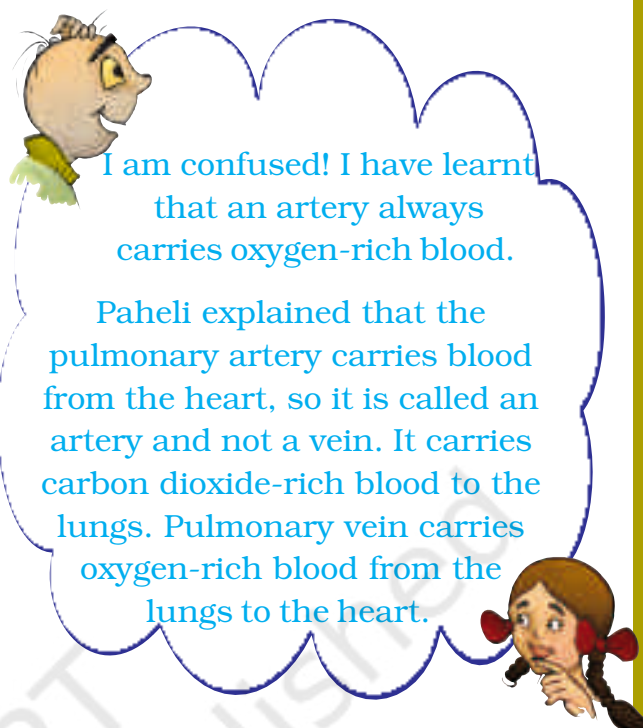 I am confused! I have learnt
that an artery always
carries oxygen-rich blood.
Paheli explained that the
pulmonary artery carries blood
from the heart, so it is called an
artery and not a vein. It carries
carbon dioxide-rich blood to the
lungs. Pulmonary vein carries
oxygen-rich blood from the
lungs to the heart.